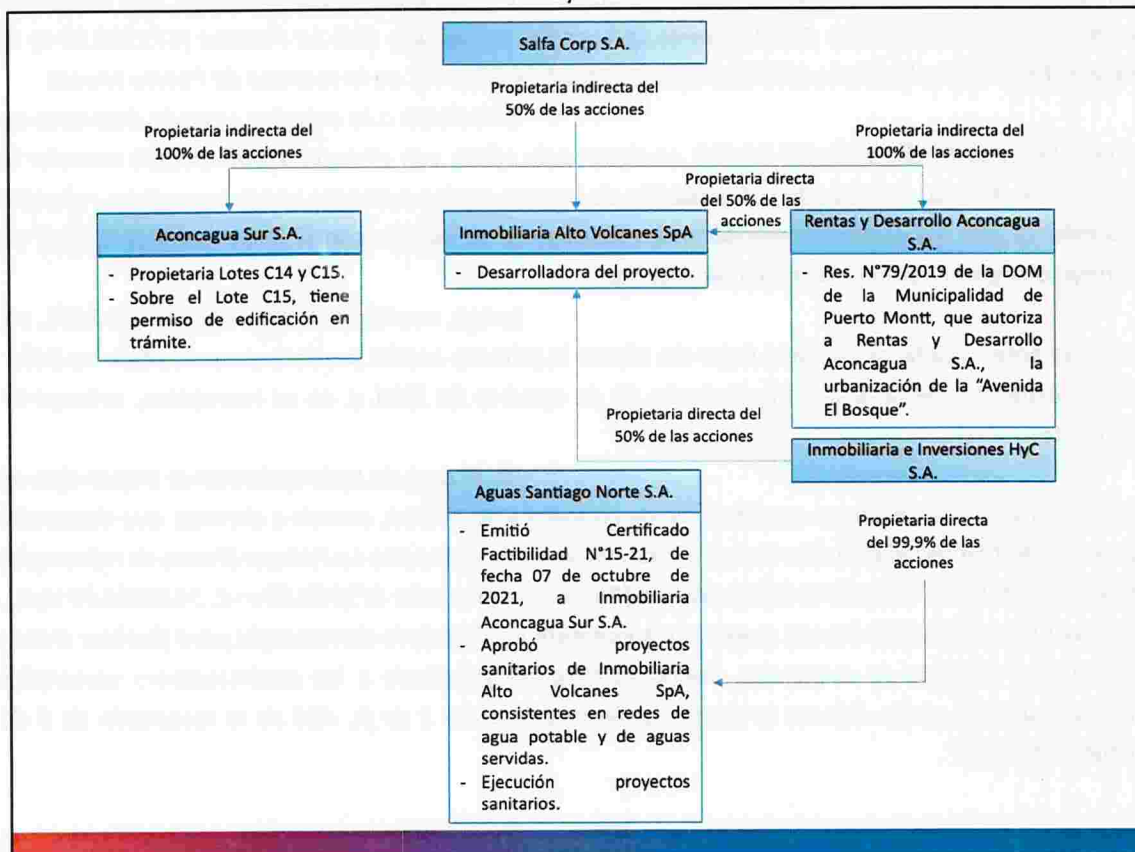 Salfa Corp S.A.
Propietaria indirecta del
50% de las acciones
Propietaria indirecta del
100% de las acciones
Propietaria indirecta del
100% de las acciones
Propietaria directa
del 50% de las
acciones
Aconcagua Sur S.A.
- Propietaria Lotes C14 y C15.
- Sobre el Lote C15, tiene
permiso de edificación en
trámite.
Inmobiliaria Alto Volcanes SpA
- Desarrolladora del proyecto.
Rentas y Desarrollo Aconcagua
S.A.
- Res. N°79/2019 de la DOM
de la Municipalidad de
Puerto Montt, que autoriza
a Rentas y Desarrollo
Aconcagua S.A., la
urbanización de la "Avenida
El Bosque".
Propietaria directa del
50% de las acciones
Inmobiliaria e Inversiones HyC
S.A.
Aguas Santiago Norte S.A.
- Emitió Certificado
Factibilidad N°15-21, de
fecha 07 de octubre de
2021, a Inmobiliaria
Aconcagua Sur S.A.
- Aprobó proyectos
sanitarios de Inmobiliaria
Alto Volcanes SpA,
consistentes en redes de
agua potable y de aguas
servidas.
- Ejecución proyectos
sanitarios.
Propietaria directa
del 99,9% de las
acciones